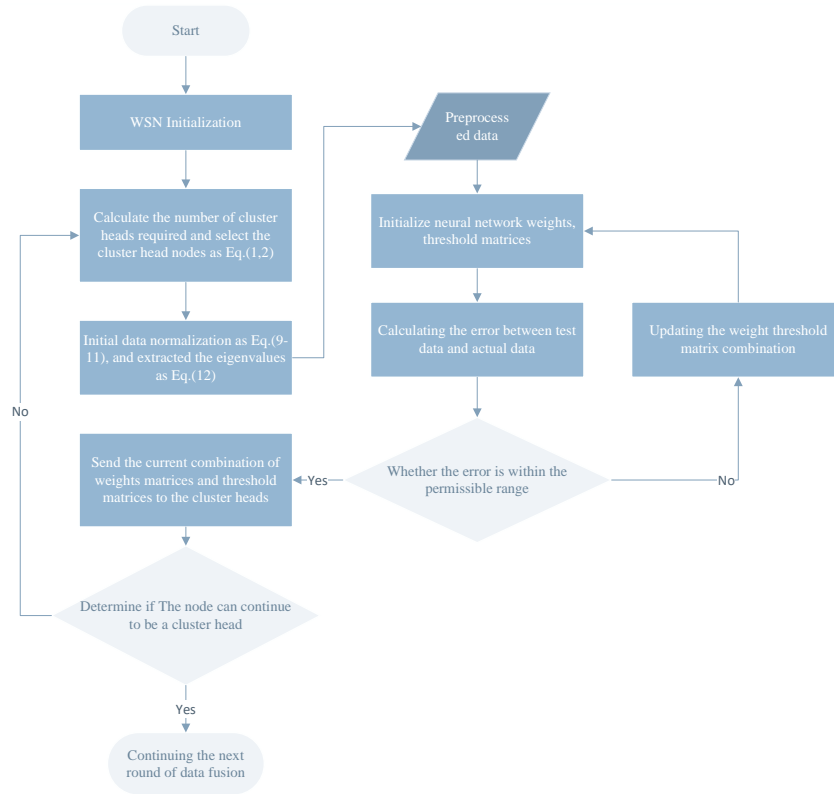 Start
WSN Initialization
Calculate the number of cluster
heads required and select the
cluster head nodes as Eq.(1,2)
Initial data normalization as Eq.(9-
11), and extracted the eigenvalues
as Eq.(12)
Preprocess
ed data
Initialize neural network weights,
threshold matrices
Calculating the error between test
data and actual data
Updating the weight threshold
matrix combination
Whether the error is within the
permissible range
No
Yes
Send the current combination of
weights matrices and threshold
matrices to the cluster heads
Determine if The node can continue
to be a cluster head
No
Yes
Continuing the next
round of data fusion